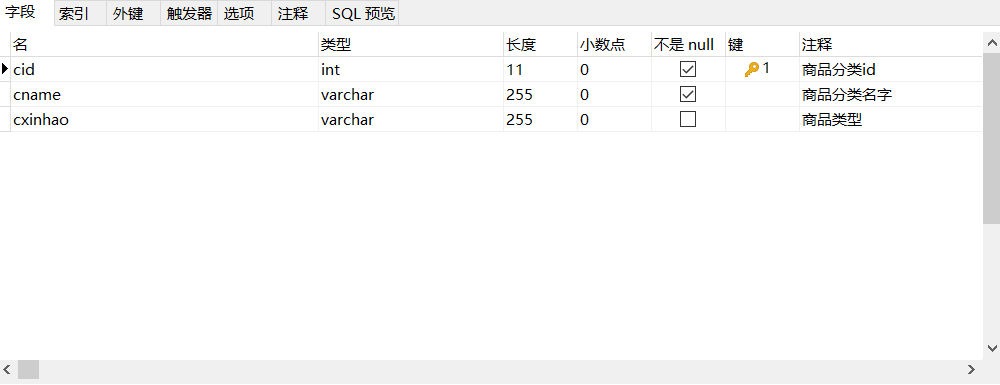 字段 索引 外键 触发器 选项 注释 SQL 预览
名 类型 长度 小数点 不是 null 键 注释
cid int 11 0 1 商品分类id
cname varchar 255 0 商品分类名字
cxinhao varchar 255 0 商品类型